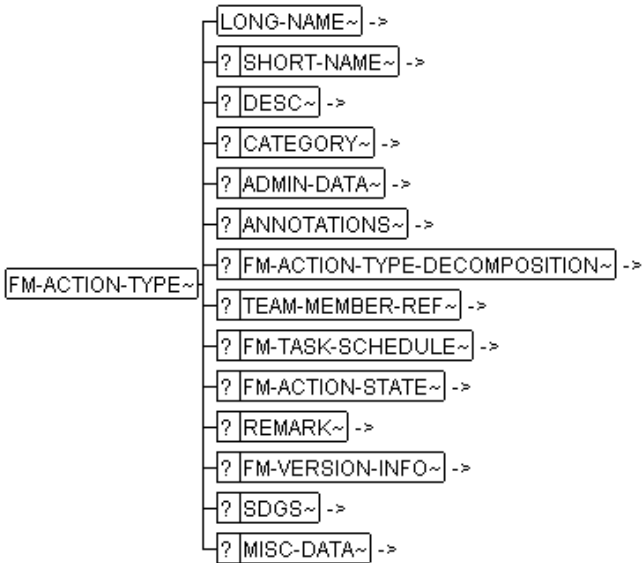 LONG-NAME~ ->
? SHORT-NAME~ ->
? DESC~ ->
? CATEGORY~ ->
? ADMIN-DATA~ ->
? ANNOTATIONS~ ->
? FM-ACTION-TYPE-DECOMPOSITION~ ->
FM-ACTION-TYPE~
? TEAM-MEMBER-REF~ ->
? FM-TASK-SCHEDULE~ ->
? FM-ACTION-STATE~ ->
? REMARK~ ->
? FM-VERSION-INFO~ ->
? SDGS~ ->
? MISC-DATA~ ->